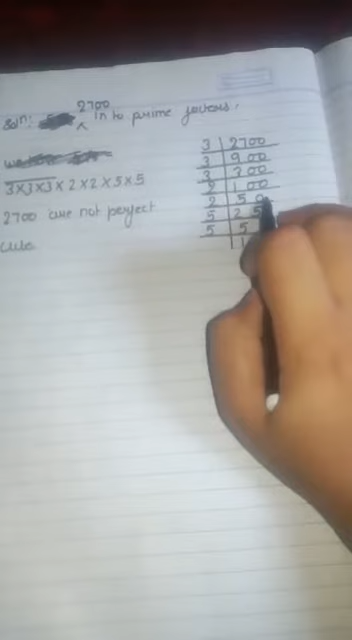 Soln: 2700 in to prime factors.
3×3×3×2×2×5×5
2700 are not perfect
cube
3 | 2700
3 | 900
3 | 300
2 | 100
2 | 50
5 | 25
5 | 5
1